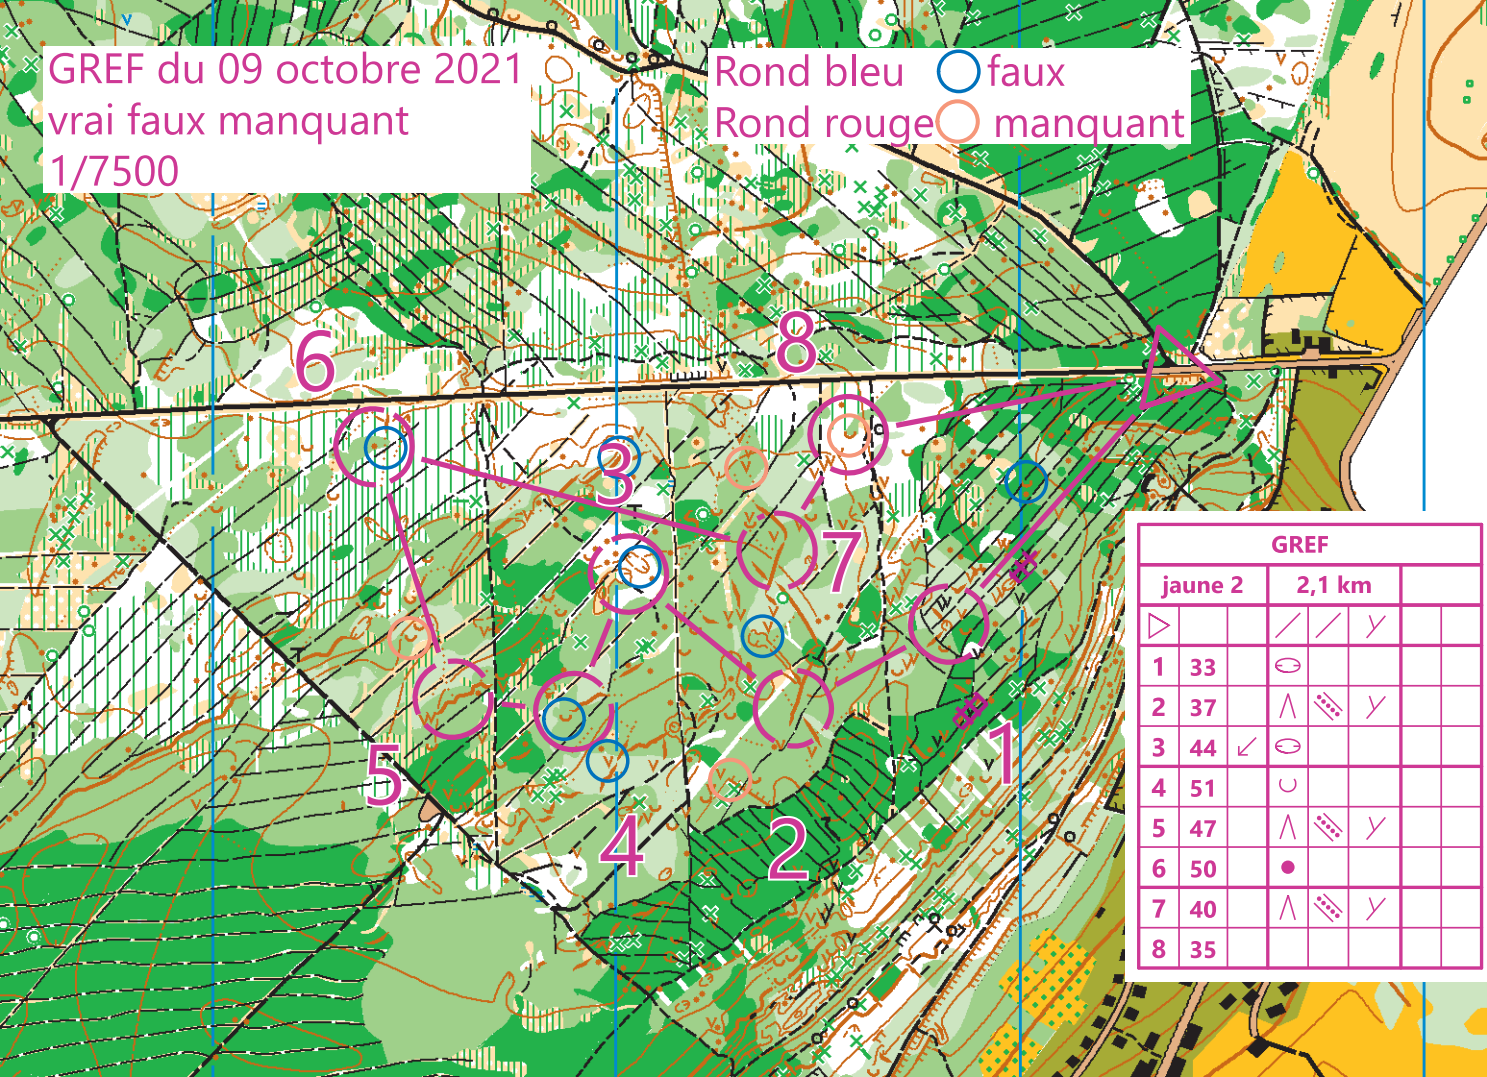 GREF du 09 octobre 2021
vrai faux manquant
1/7500
Rond bleu faux
Rond rouge manquant
6
8
3
7
5
4
2
1
GREF
jaune 2 2,1 km
1 33
2 37
3 44
4 51
5 47
6 50
7 40
8 35